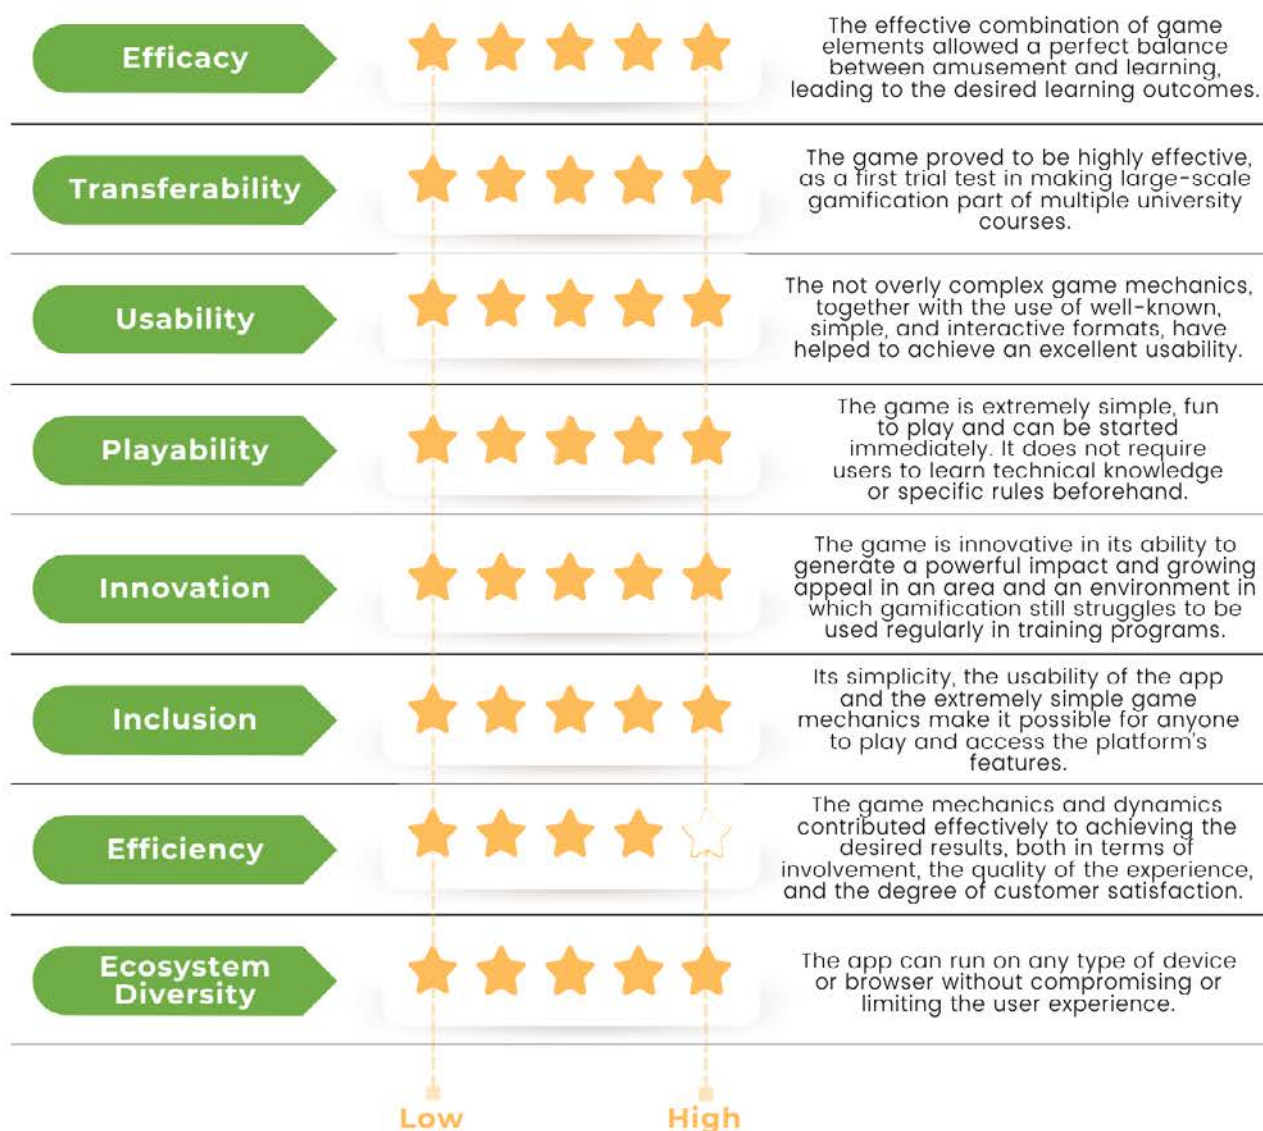 Efficacy
The effective combination of game
elements allowed a perfect balance
between amusement and learning,
leading to the desired learning outcomes.
Transferability
The game proved to be highly effective,
as a first trial test in making large-scale
gamification part of multiple university
courses.
Usability
The not overly complex game mechanics,
together with the use of well-known,
simple, and interactive formats, have
helped to achieve an excellent usability.
Playability
The game is extremely simple, fun
to play and can be started
immediately. It does not require
users to learn technical knowledge
or specific rules beforehand.
Innovation
The game is innovative in its ability to
generate a powerful impact and growing
appeal in an area and an environment in
which gamification still struggles to be
used regularly in training programs.
Inclusion
Its simplicity, the usability of the app
and the extremely simple game
mechanics make it possible for anyone
to play and access the platform's
features.
Efficiency
The game mechanics and dynamics
contributed effectively to achieving the
desired results, both in terms of
involvement, the quality of the experience,
and the degree of customer satisfaction.
Ecosystem
Diversity
The app can run on any type of device
or browser without compromising or
limiting the user experience.
Low
High